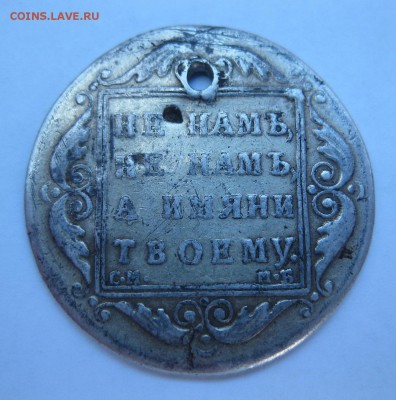 COINS.LAVE.RU
НЕ НАМЪ,
НЕ НАМЪ,
А ИМЯНИ
ТВОЕМУ.
С.М М.Б